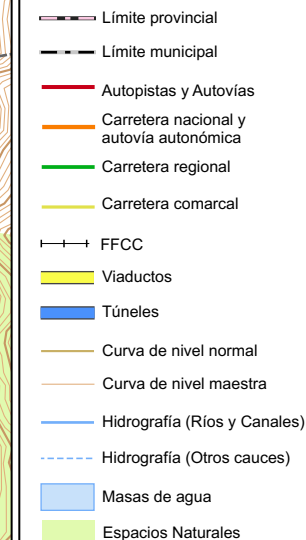 Límite provincial
Límite municipal
Autopistas y Autovías
Carretera nacional y
autovía autonómica
Carretera regional
Carretera comarcal
FFCC
Viaductos
Túneles
Curva de nivel normal
Curva de nivel maestra
Hidrografía (Ríos y Canales)
Hidrografía (Otros cauces)
Masas de agua
Espacios Naturales